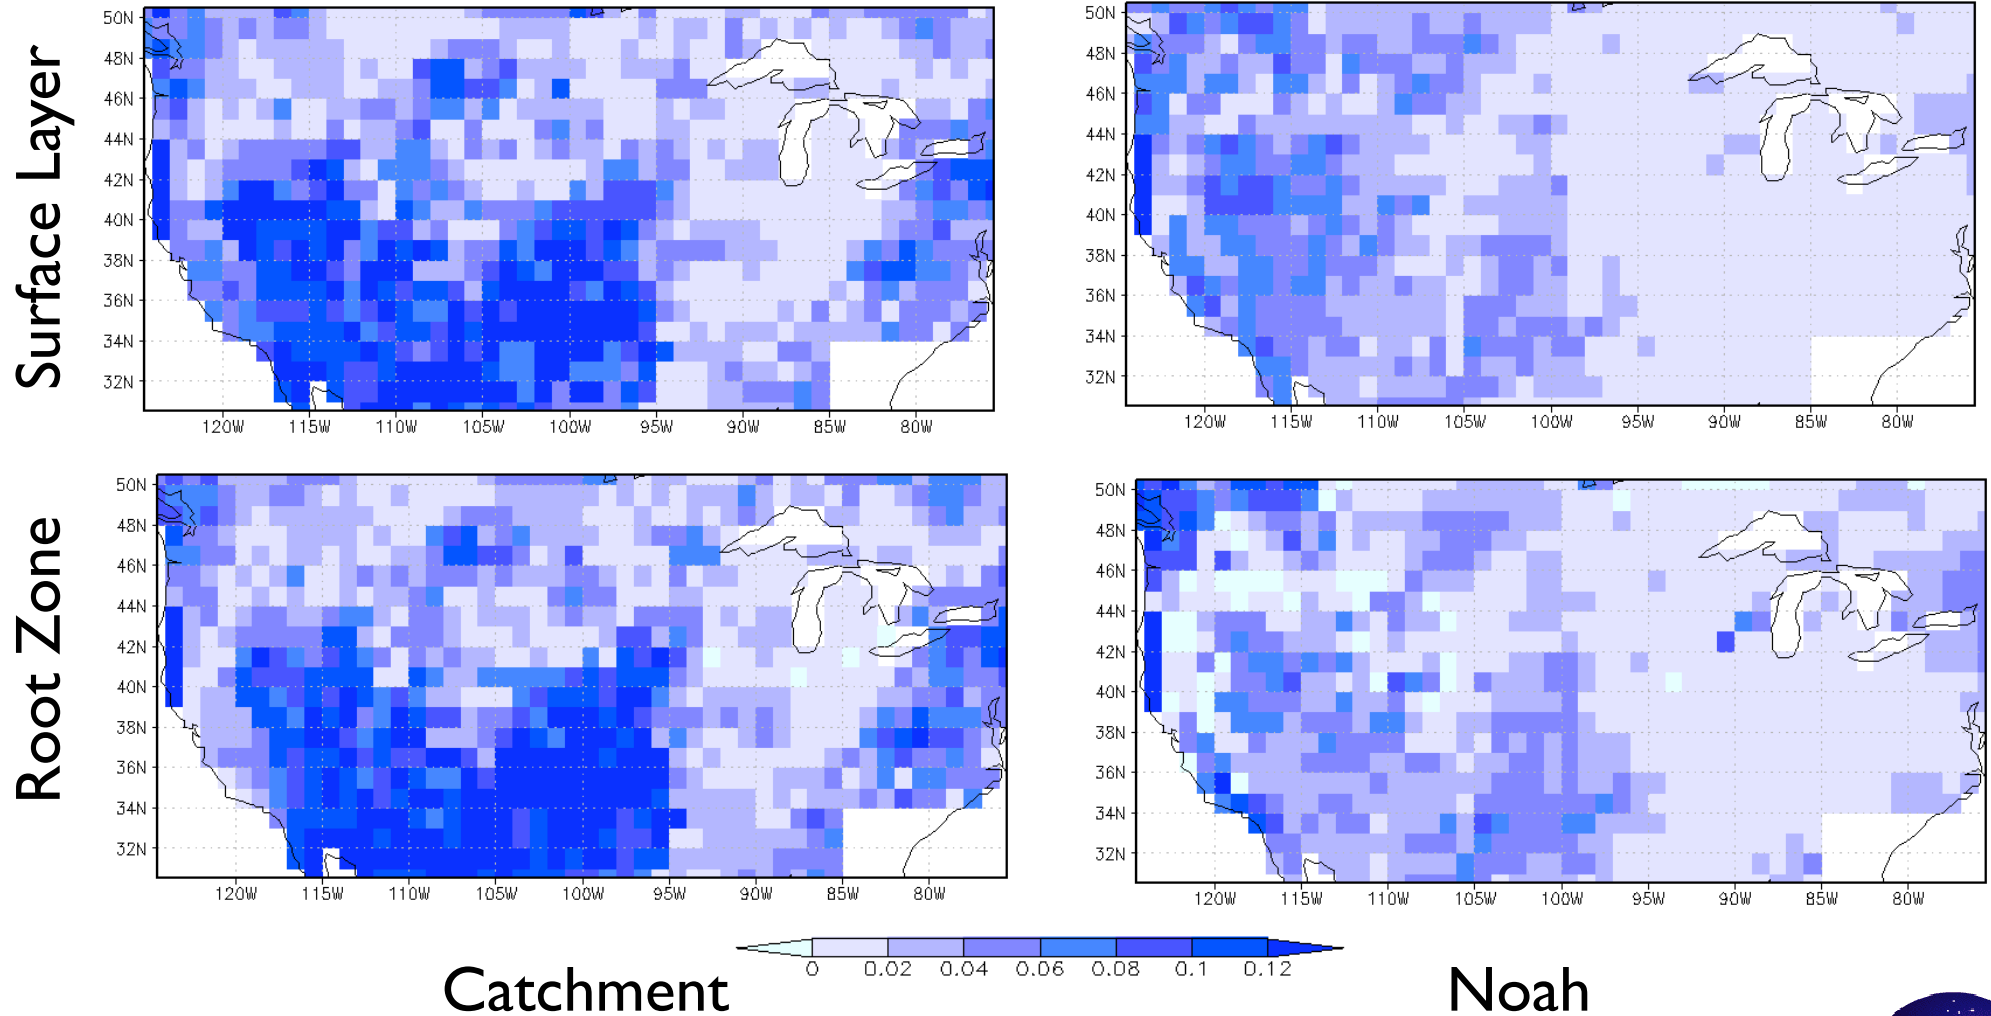 Surface Layer
50N
48N
46N
44N
42N
40N
38N
36N
34N
32N
120W 115W 110W 105W 100W 95W 90W 85W 80W
50N
48N
46N
44N
42N
40N
38N
36N
34N
32N
120W 115W 110W 105W 100W 95W 90W 85W 80W
Root Zone
50N
48N
46N
44N
42N
40N
38N
36N
34N
32N
120W 115W 110W 105W 100W 95W 90W 85W 80W
50N
48N
46N
44N
42N
40N
38N
36N
34N
32N
120W 115W 110W 105W 100W 95W 90W 85W 80W
0 0.02 0.04 0.06 0.08 0.1 0.12
Catchment
Noah